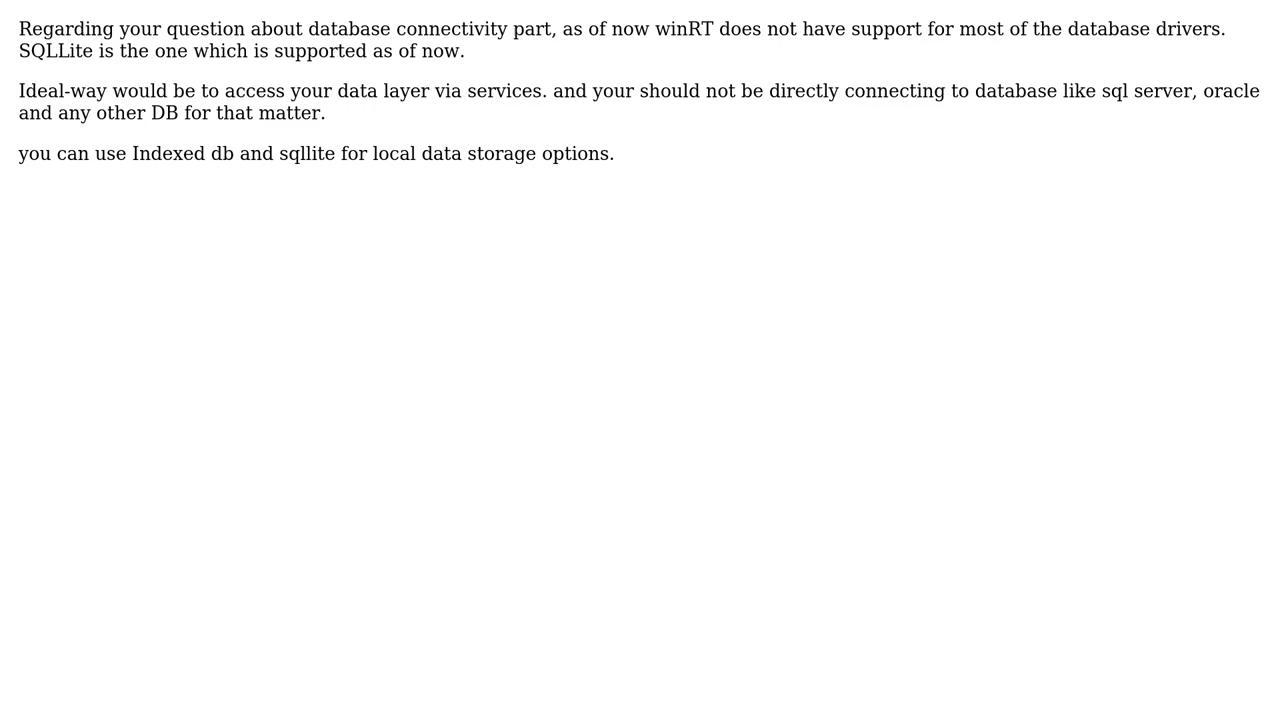 Regarding your question about database connectivity part, as of now winRT does not have support for most of the database drivers.
SQLLite is the one which is supported as of now.
Ideal-way would be to access your data layer via services. and your should not be directly connecting to database like sql server, oracle
and any other DB for that matter.
you can use Indexed db and sqllite for local data storage options.